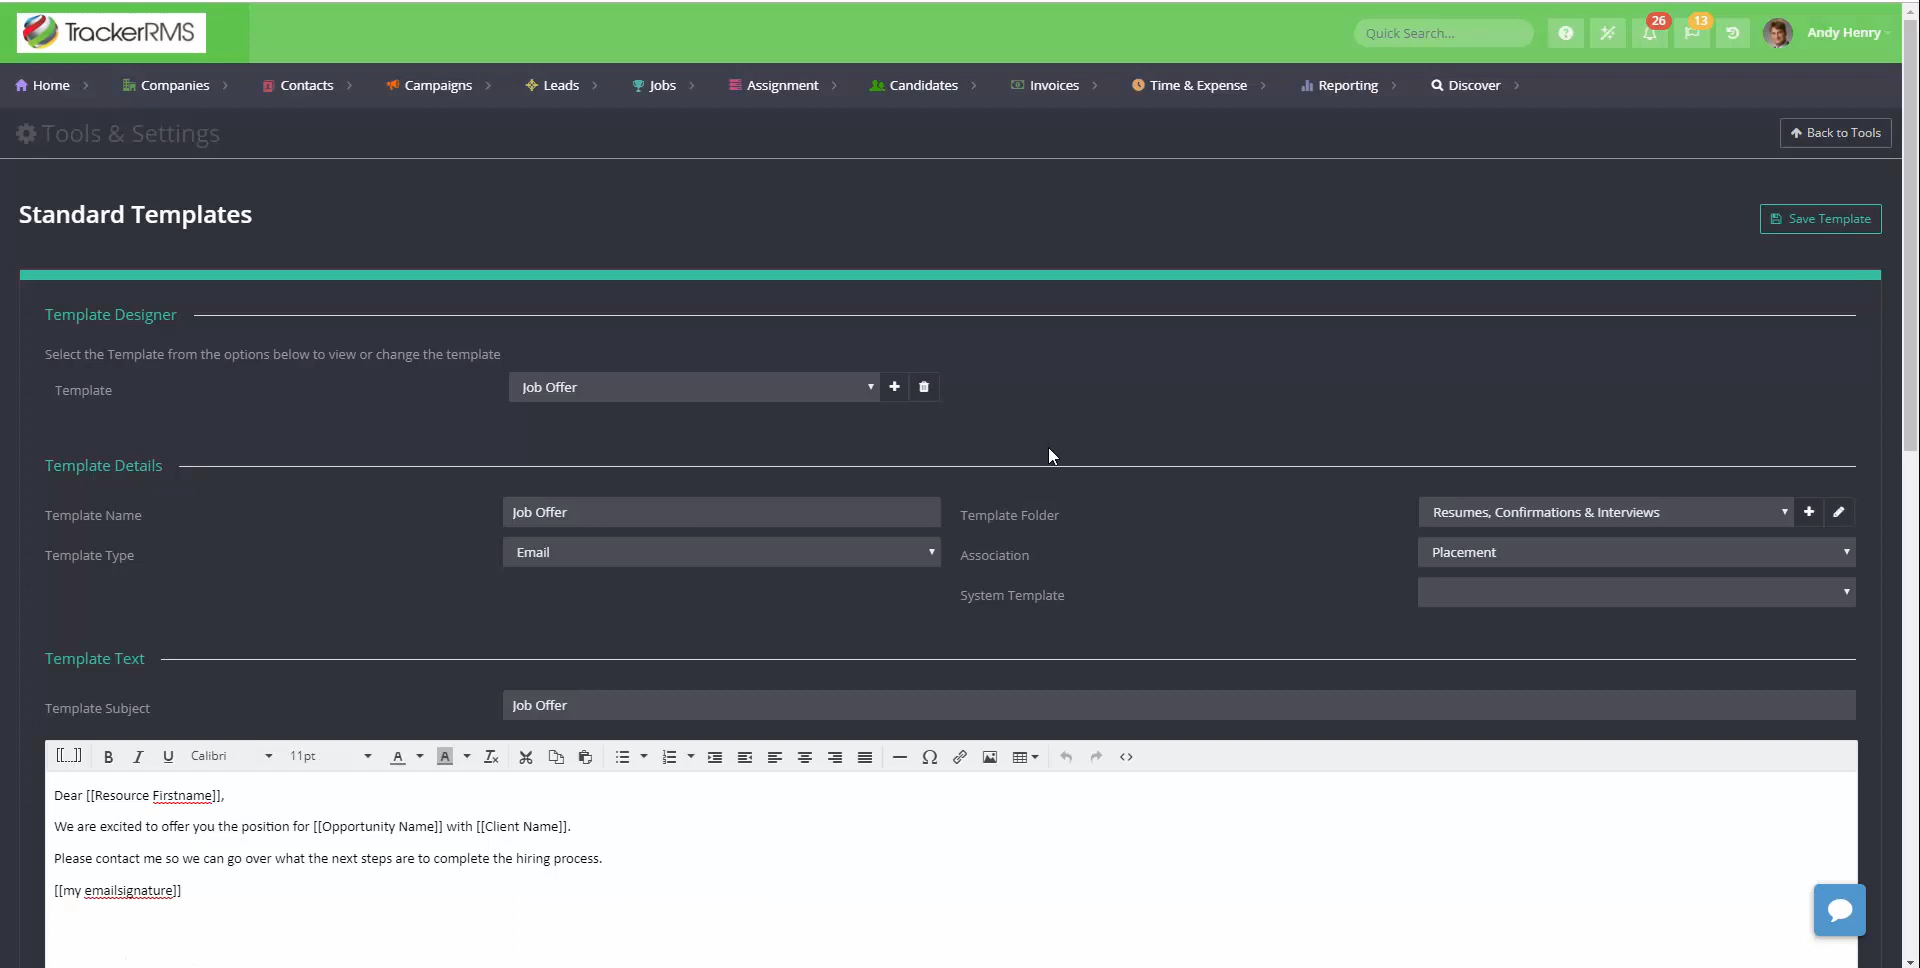 TrackerRMS
Quick Search...
26
13
Andy Henry
Home
Companies
Contacts
Campaigns
Leads
Jobs
Assignment
Candidates
Invoices
Time & Expense
Reporting
Discover
Tools & Settings
Back to Tools
Standard Templates
Save Template
Template Designer
Select the Template from the options below to view or change the template
Template
Job Offer
Template Details
Template Name
Job Offer
Template Folder
Resumes, Confirmations & Interviews
Template Type
Email
Association
Placement
System Template
Template Text
Template Subject
Job Offer
[[...]] B I U Calibri 11pt A A
Dear [[Resource Firstname]],
We are excited to offer you the position for [[Opportunity Name]] with [[Client Name]].
Please contact me so we can go over what the next steps are to complete the hiring process.
[[my emailsignature]]